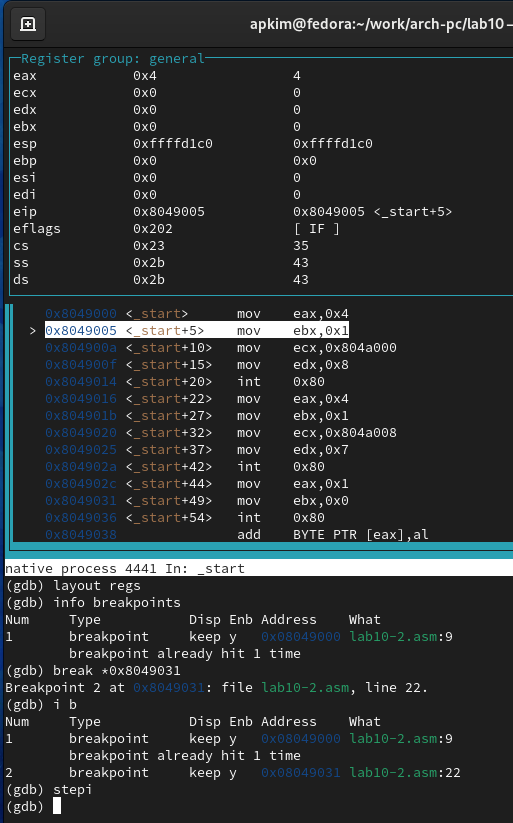 apkim@fedora:~/work/arch-pc/lab10 –
Register group: general
eax 0x4 4
ecx 0x0 0
edx 0x0 0
ebx 0x0 0
esp 0xffffd1c0 0xffffd1c0
ebp 0x0 0x0
esi 0x0 0
edi 0x0 0
eip 0x8049005 0x8049005 <_start+5>
eflags 0x202 [ IF ]
cs 0x23 35
ss 0x2b 43
ds 0x2b 43
0x8049000 <_start> mov eax,0x4
> 0x8049005 <_start+5> mov ebx,0x1
0x804900a <_start+10> mov ecx,0x804a000
0x804900f <_start+15> mov edx,0x8
0x8049014 <_start+20> int 0x80
0x8049016 <_start+22> mov eax,0x4
0x804901b <_start+27> mov ebx,0x1
0x8049020 <_start+32> mov ecx,0x804a008
0x8049025 <_start+37> mov edx,0x7
0x804902a <_start+42> int 0x80
0x804902c <_start+44> mov eax,0x1
0x8049031 <_start+49> mov ebx,0x0
0x8049036 <_start+54> int 0x80
0x8049038 add BYTE PTR [eax],al
native process 4441 In: _start
(gdb) layout regs
(gdb) info breakpoints
Num Type Disp Enb Address What
1 breakpoint keep y 0x08049000 lab10-2.asm:9
breakpoint already hit 1 time
(gdb) break *0x8049031
Breakpoint 2 at 0x8049031: file lab10-2.asm, line 22.
(gdb) i b
Num Type Disp Enb Address What
1 breakpoint keep y 0x08049000 lab10-2.asm:9
breakpoint already hit 1 time
2 breakpoint keep y 0x08049031 lab10-2.asm:22
(gdb) stepi
(gdb)